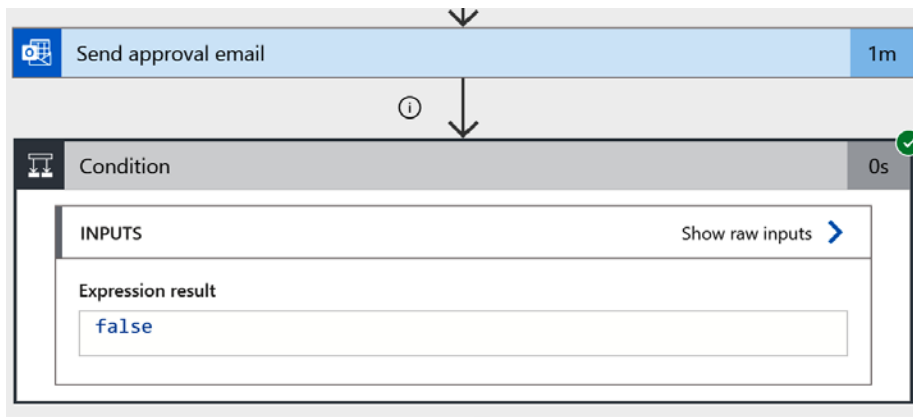 Send approval email 1m
Condition 0s
INPUTS Show raw inputs
Expression result
false